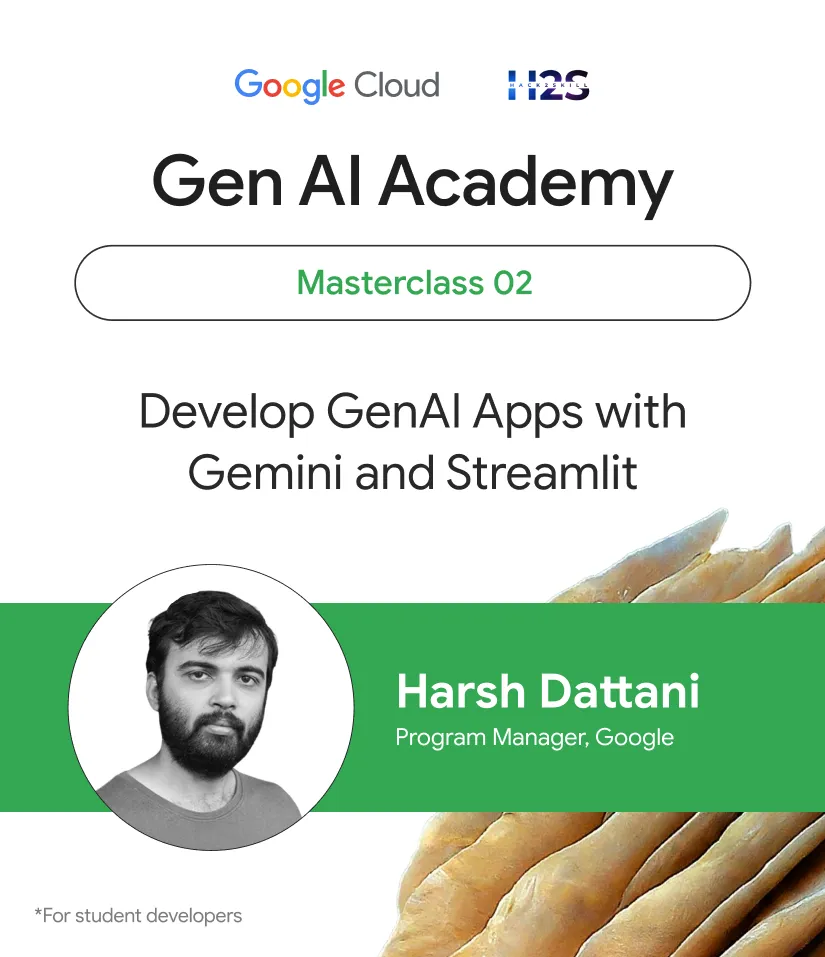 Google Cloud
H2S
HACK2SKILL
Gen AI Academy
Masterclass 02
Develop GenAI Apps with
Gemini and Streamlit
Harsh Dattani
Program Manager, Google
*For student developers